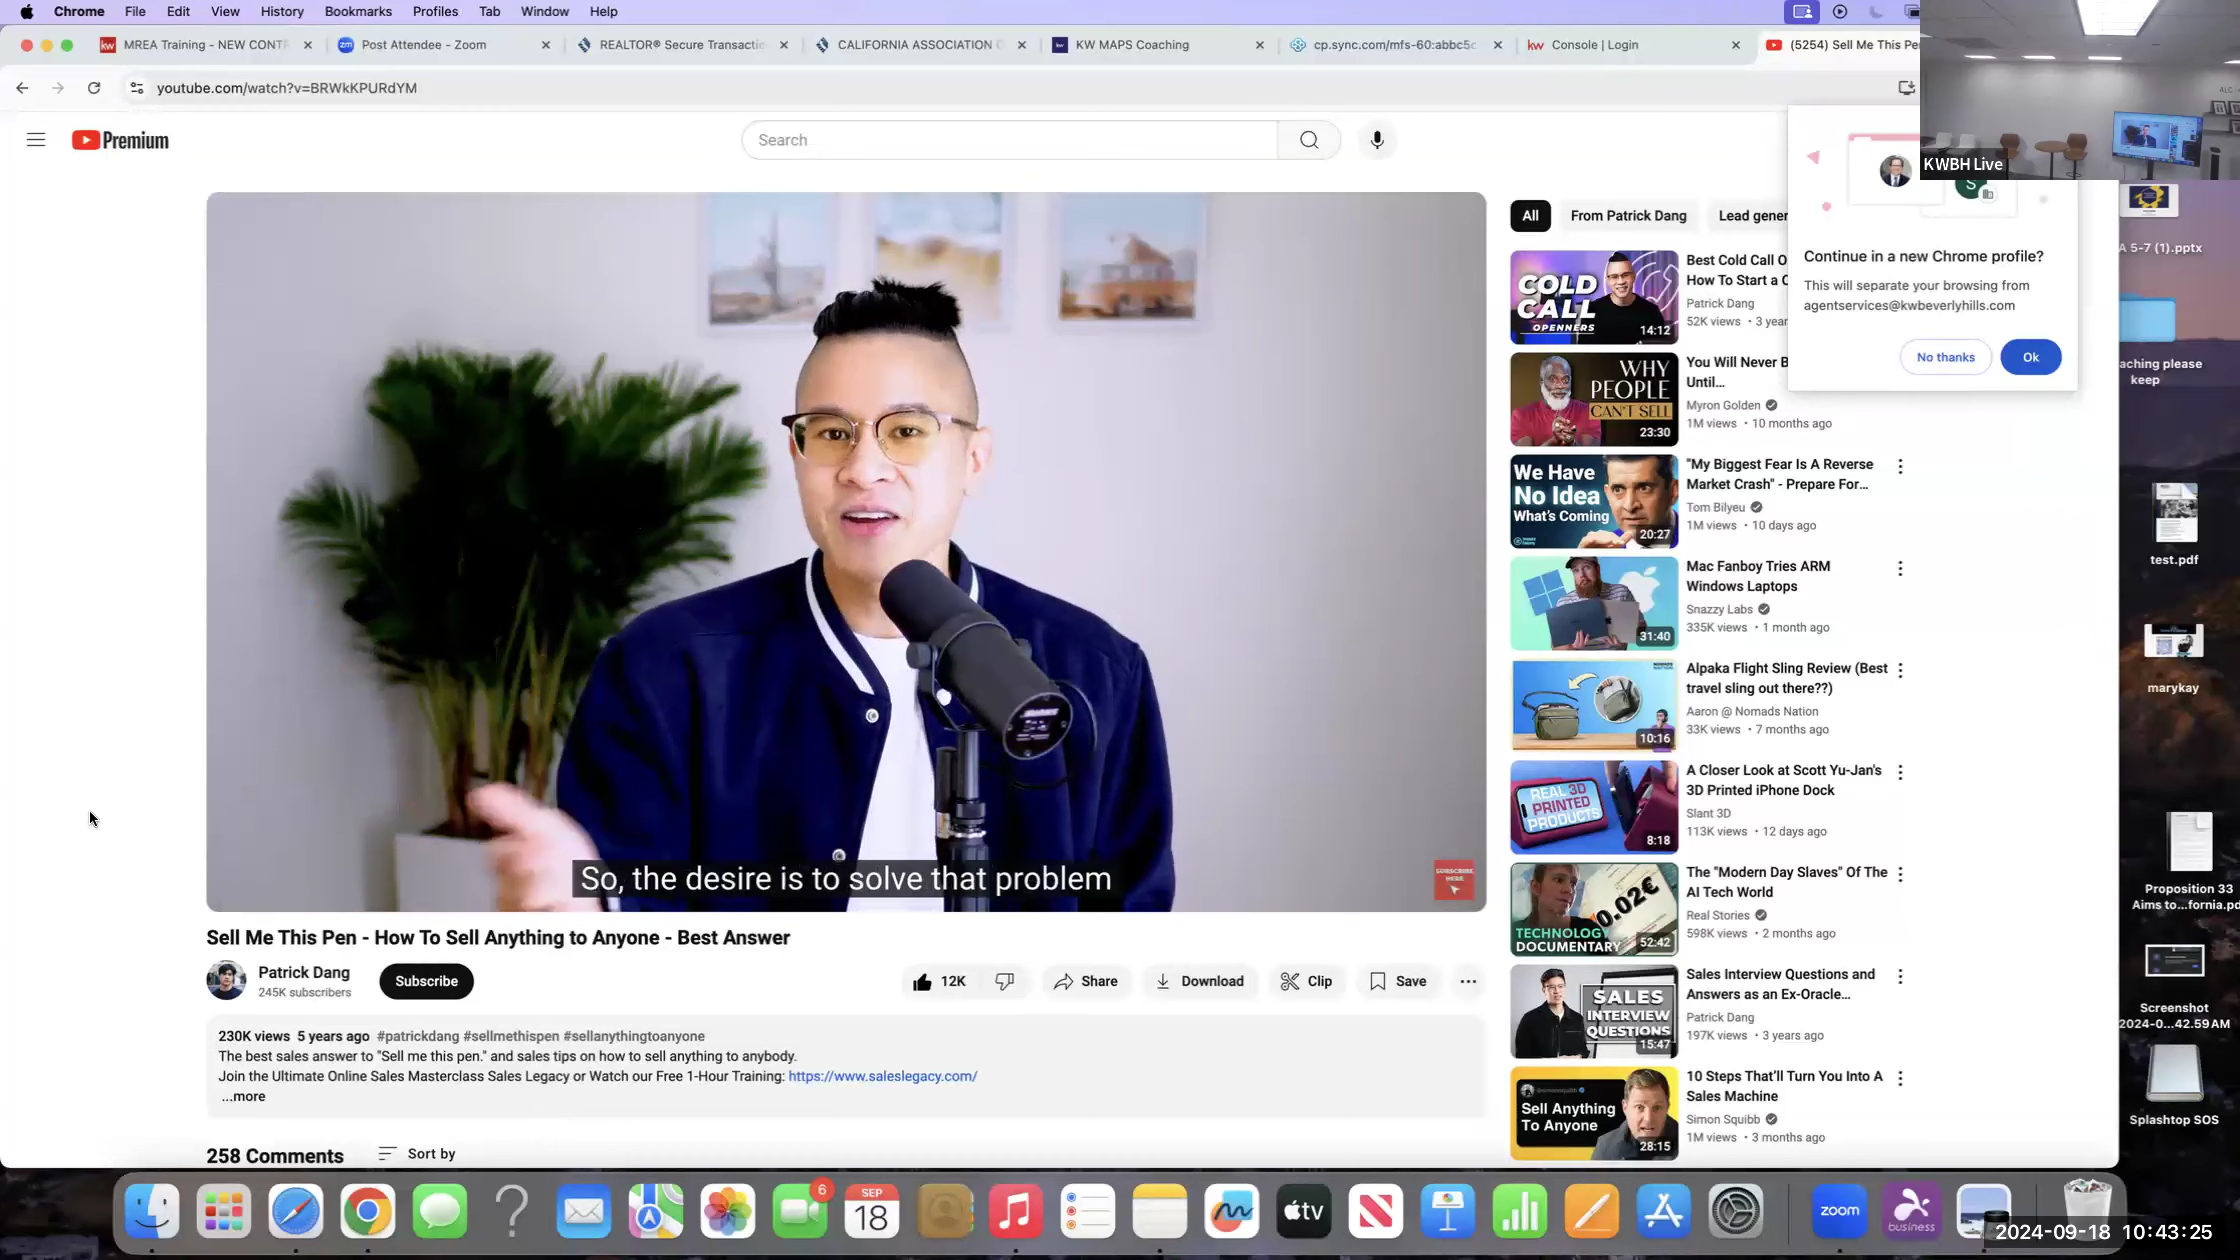 Chrome File Edit View History Bookmarks Profiles Tab Window Help
MREA Training - NEW CONT
Post Attendee - Zoom
REALTOR® Secure Transactio
CALIFORNIA ASSOCIATION O
KW MAPS Coaching
cp.sync.com/mfs-60:abbc5c
Console | Login
(5254) Sell Me This Pe
youtube.com/watch?v=BRWkKPURdYM
Premium
Search
KWBH Live
Continue in a new Chrome profile?
This will separate your browsing from
agentservices@kwbeverlyhills.com
No thanks
Ok
So, the desire is to solve that problem
SUBSCRIBE
HERE
Sell Me This Pen - How To Sell Anything to Anyone - Best Answer
Patrick Dang
245K subscribers
Subscribe
12K
Share
Download
Clip
Save
230K views 5 years ago #patrickdang #sellmethispen #sellanythingtoanyone
The best sales answer to "Sell me this pen." and sales tips on how to sell anything to anybody.
Join the Ultimate Online Sales Masterclass Sales Legacy or Watch our Free 1-Hour Training: https://www.saleslegacy.com/
...more
258 Comments
Sort by
All
From Patrick Dang
Lead gener
COLD
CALL
OPENNERS
14:12
Best Cold Call O
How To Start a C
Patrick Dang
52K views • 3 year
WHY
PEOPLE
CAN'T SELL
23:30
You Will Never B
Until...
Myron Golden
1M views • 10 months ago
We Have
No Idea
What's Coming
20:27
"My Biggest Fear Is A Reverse
Market Crash" - Prepare For...
Tom Bilyeu
1M views • 10 days ago
31:40
Mac Fanboy Tries ARM
Windows Laptops
Snazzy Labs
335K views • 1 month ago
10:16
Alpaka Flight Sling Review (Best
travel sling out there??)
Aaron @ Nomads Nation
33K views • 7 months ago
REAL 3D
PRINTED
PRODUCTS
8:18
A Closer Look at Scott Yu-Jan's
3D Printed iPhone Dock
Slant 3D
113K views • 12 days ago
0.02€
TECHNOLOGY
DOCUMENTARY
52:42
The "Modern Day Slaves" Of The
AI Tech World
Real Stories
598K views • 2 months ago
SALES
INTERVIEW
QUESTIONS
15:47
Sales Interview Questions and
Answers as an Ex-Oracle...
Patrick Dang
197K views • 3 years ago
Sell Anything
To Anyone
28:15
10 Steps That'll Turn You Into A
Sales Machine
Simon Squibb
1M views • 3 months ago
A 5-7 (1).pptx
aching please
keep
test.pdf
marykay
Proposition 33
Aims to...fornia.pd
Screenshot
2024-0...42.59 AM
Splashtop SOS
6
SEP
18
tv
zoom
business
2024-09-18 10:43:25